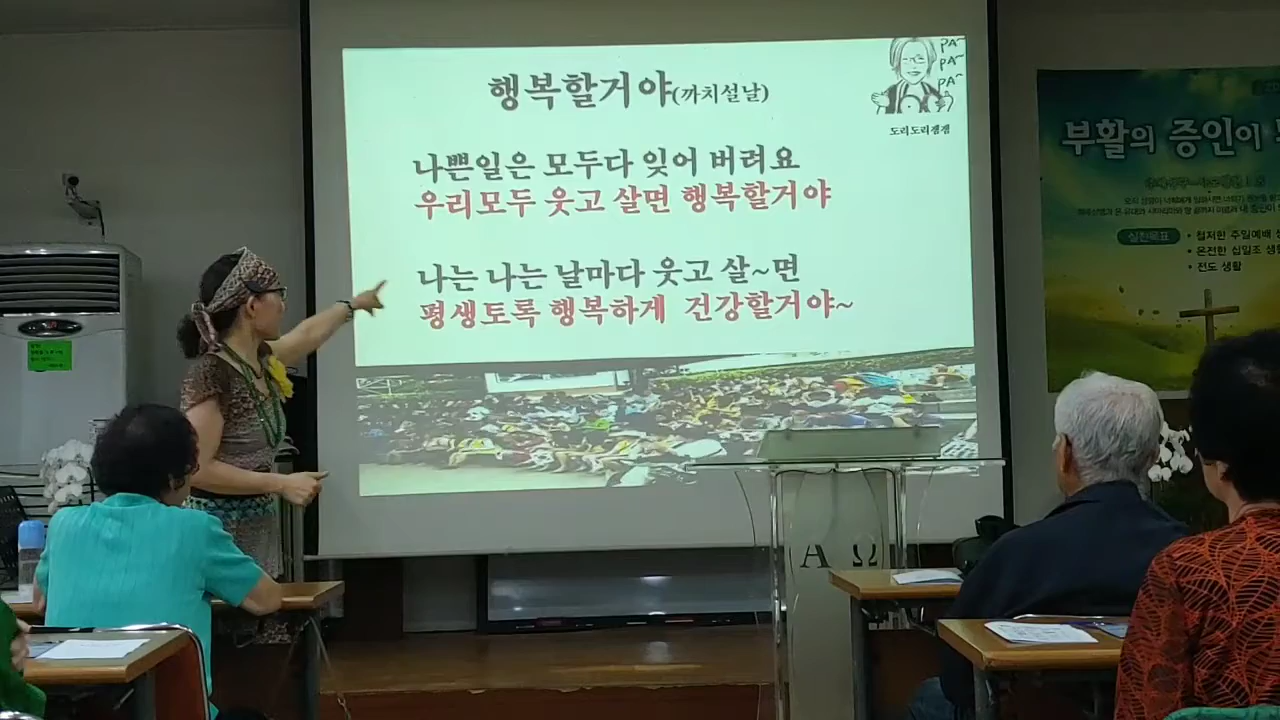 행복할거야(까치설날)
PA~
PA~
PA~
도리도리잼잼
나쁜일은 모두다 잊어 버려요
우리모두 웃고 살면 행복할거야
나는 나는 날마다 웃고 살~면
평생토록 행복하게 건강할거야~
부활의 증인이
실천목표
• 철저한 주일예배
• 온전한 십일조 생활
• 전도 생활
Α Ω